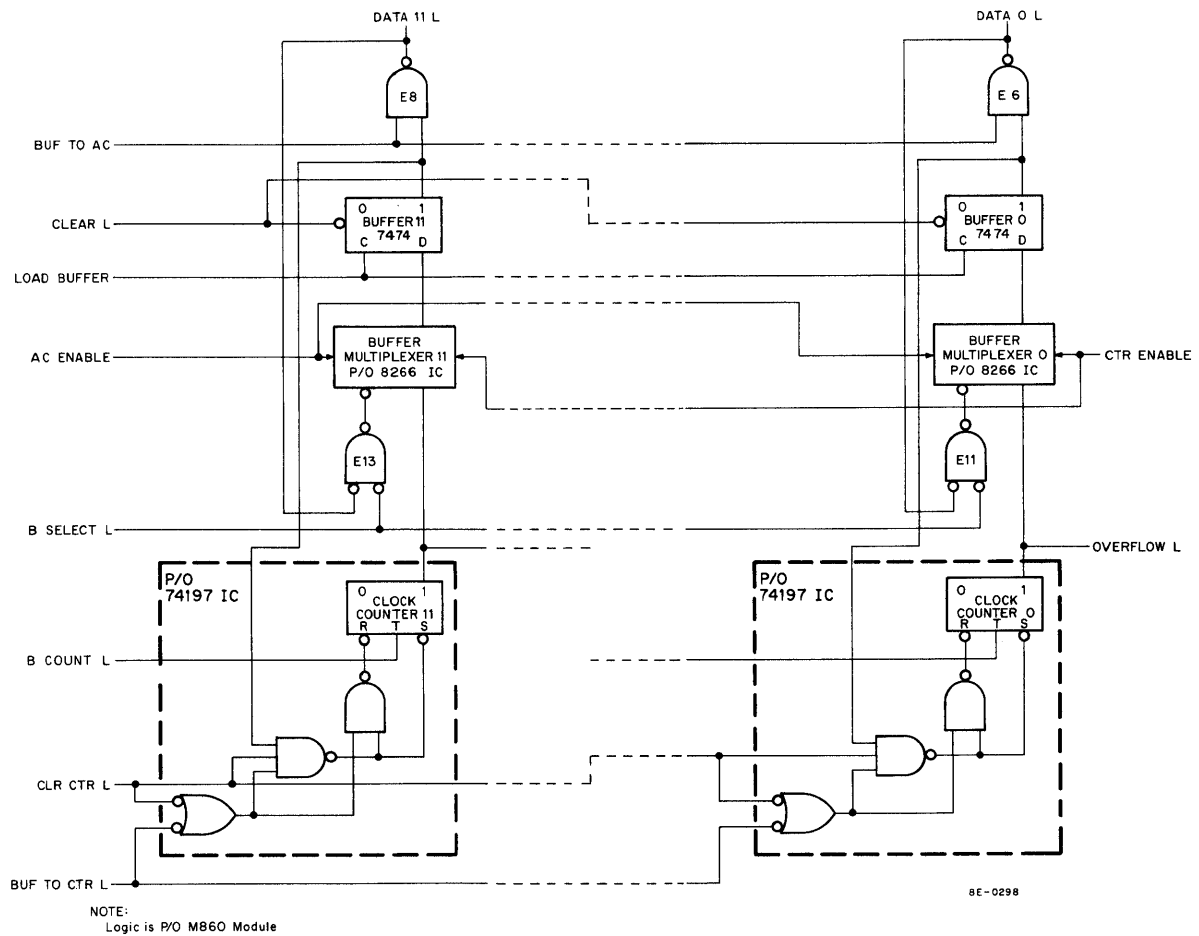 DATA 11 L
DATA 0 L
E8
E 6
BUF TO AC
CLEAR L
0 1
BUFFER 11
7474
C D
0 1
BUFFER 0
7474
C D
LOAD BUFFER
AC ENABLE
BUFFER
MULTIPLEXER 11
P/O 8266 IC
BUFFER
MULTIPLEXER 0
P/O 8266 IC
CTR ENABLE
E13
E11
B SELECT L
OVERFLOW L
P/O
74197 IC
0 1
CLOCK
COUNTER 11
R T S
P/O
74197 IC
0 1
CLOCK
COUNTER 0
R T S
B COUNT L
CLR CTR L
BUF TO CTR L
8E-0298
NOTE:
Logic is P/O M860 Module